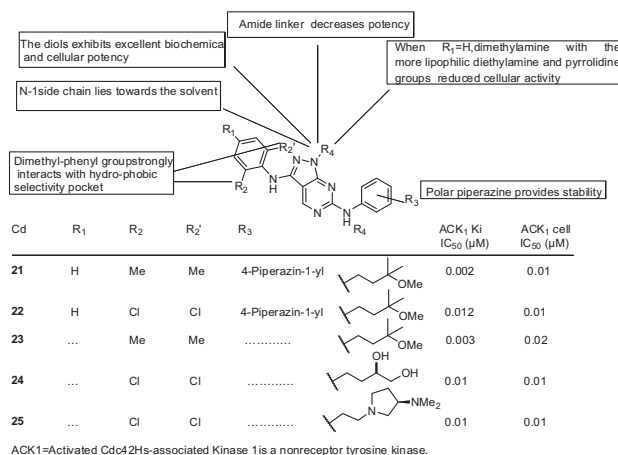 Amide linker decreases potency
The diols exhibits excellent biochemical
and cellular potency
When R1=H,dimethylamine with the
more lipophilic diethylamine and pyrrolidine
groups reduced cellular activity
N-1side chain lies towards the solvent
R1
R2'
R4
N
N
Dimethyl-phenyl groupstrongly
interacts with hydro-phobic
selectivity pocket
R2
N
H
N
N
N
H
R3
Polar piperazine provides stability
Cd R1 R2 R2' R3 R4 ACK1 Ki ACK1 cell
IC50 (µM) IC50 (µM)
21 H Me Me 4-Piperazin-1-yl OMe 0.002 0.01
22 H Cl Cl 4-Piperazin-1-yl OMe 0.012 0.01
23 ... Me Me ............ OMe 0.003 0.02
OH
24 ... Cl Cl ............ OH 0.01 0.01
25 ... Cl Cl ............ N NMe2 0.01 0.01
ACK1=Activated Cdc42Hs-associated Kinase 1is a nonreceptor tyrosine kinase.